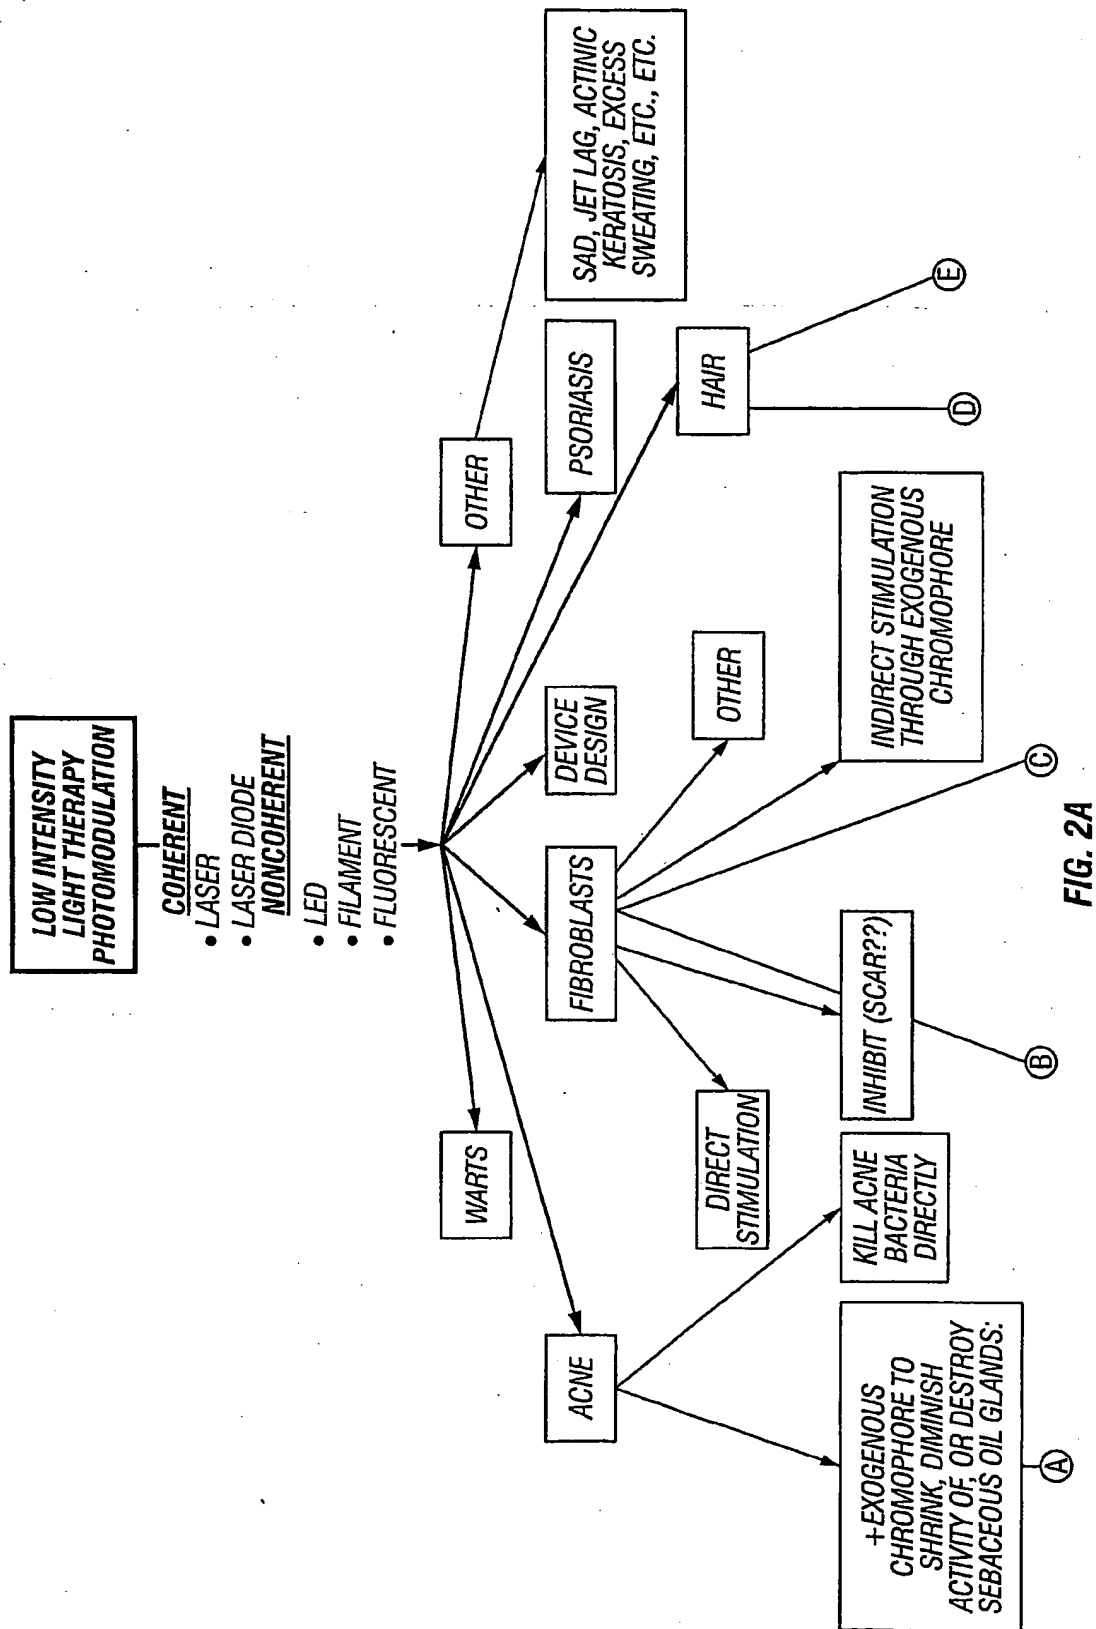 LOW INTENSITY
LIGHT THERAPY
PHOTOMODULATION
COHERENT
• LASER
• LASER DIODE
NONCOHERENT
• LED
• FILAMENT
• FLUORESCENT
WARTS
OTHER
ACNE
FIBROBLASTS
DEVICE
DESIGN
PSORIASIS
SAD, JET LAG, ACTINIC
KERATOSIS, EXCESS
SWEATING, ETC., ETC.
DIRECT
STIMULATION
OTHER
HAIR
+EXOGENOUS
CHROMOPHORE TO
SHRINK, DIMINISH
ACTIVITY OF, OR DESTROY
SEBACEOUS OIL GLANDS:
KILL ACNE
BACTERIA
DIRECTLY
INHIBIT (SCAR??)
INDIRECT STIMULATION
THROUGH EXOGENOUS
CHROMOPHORE
A
B
C
D
E
FIG. 2A